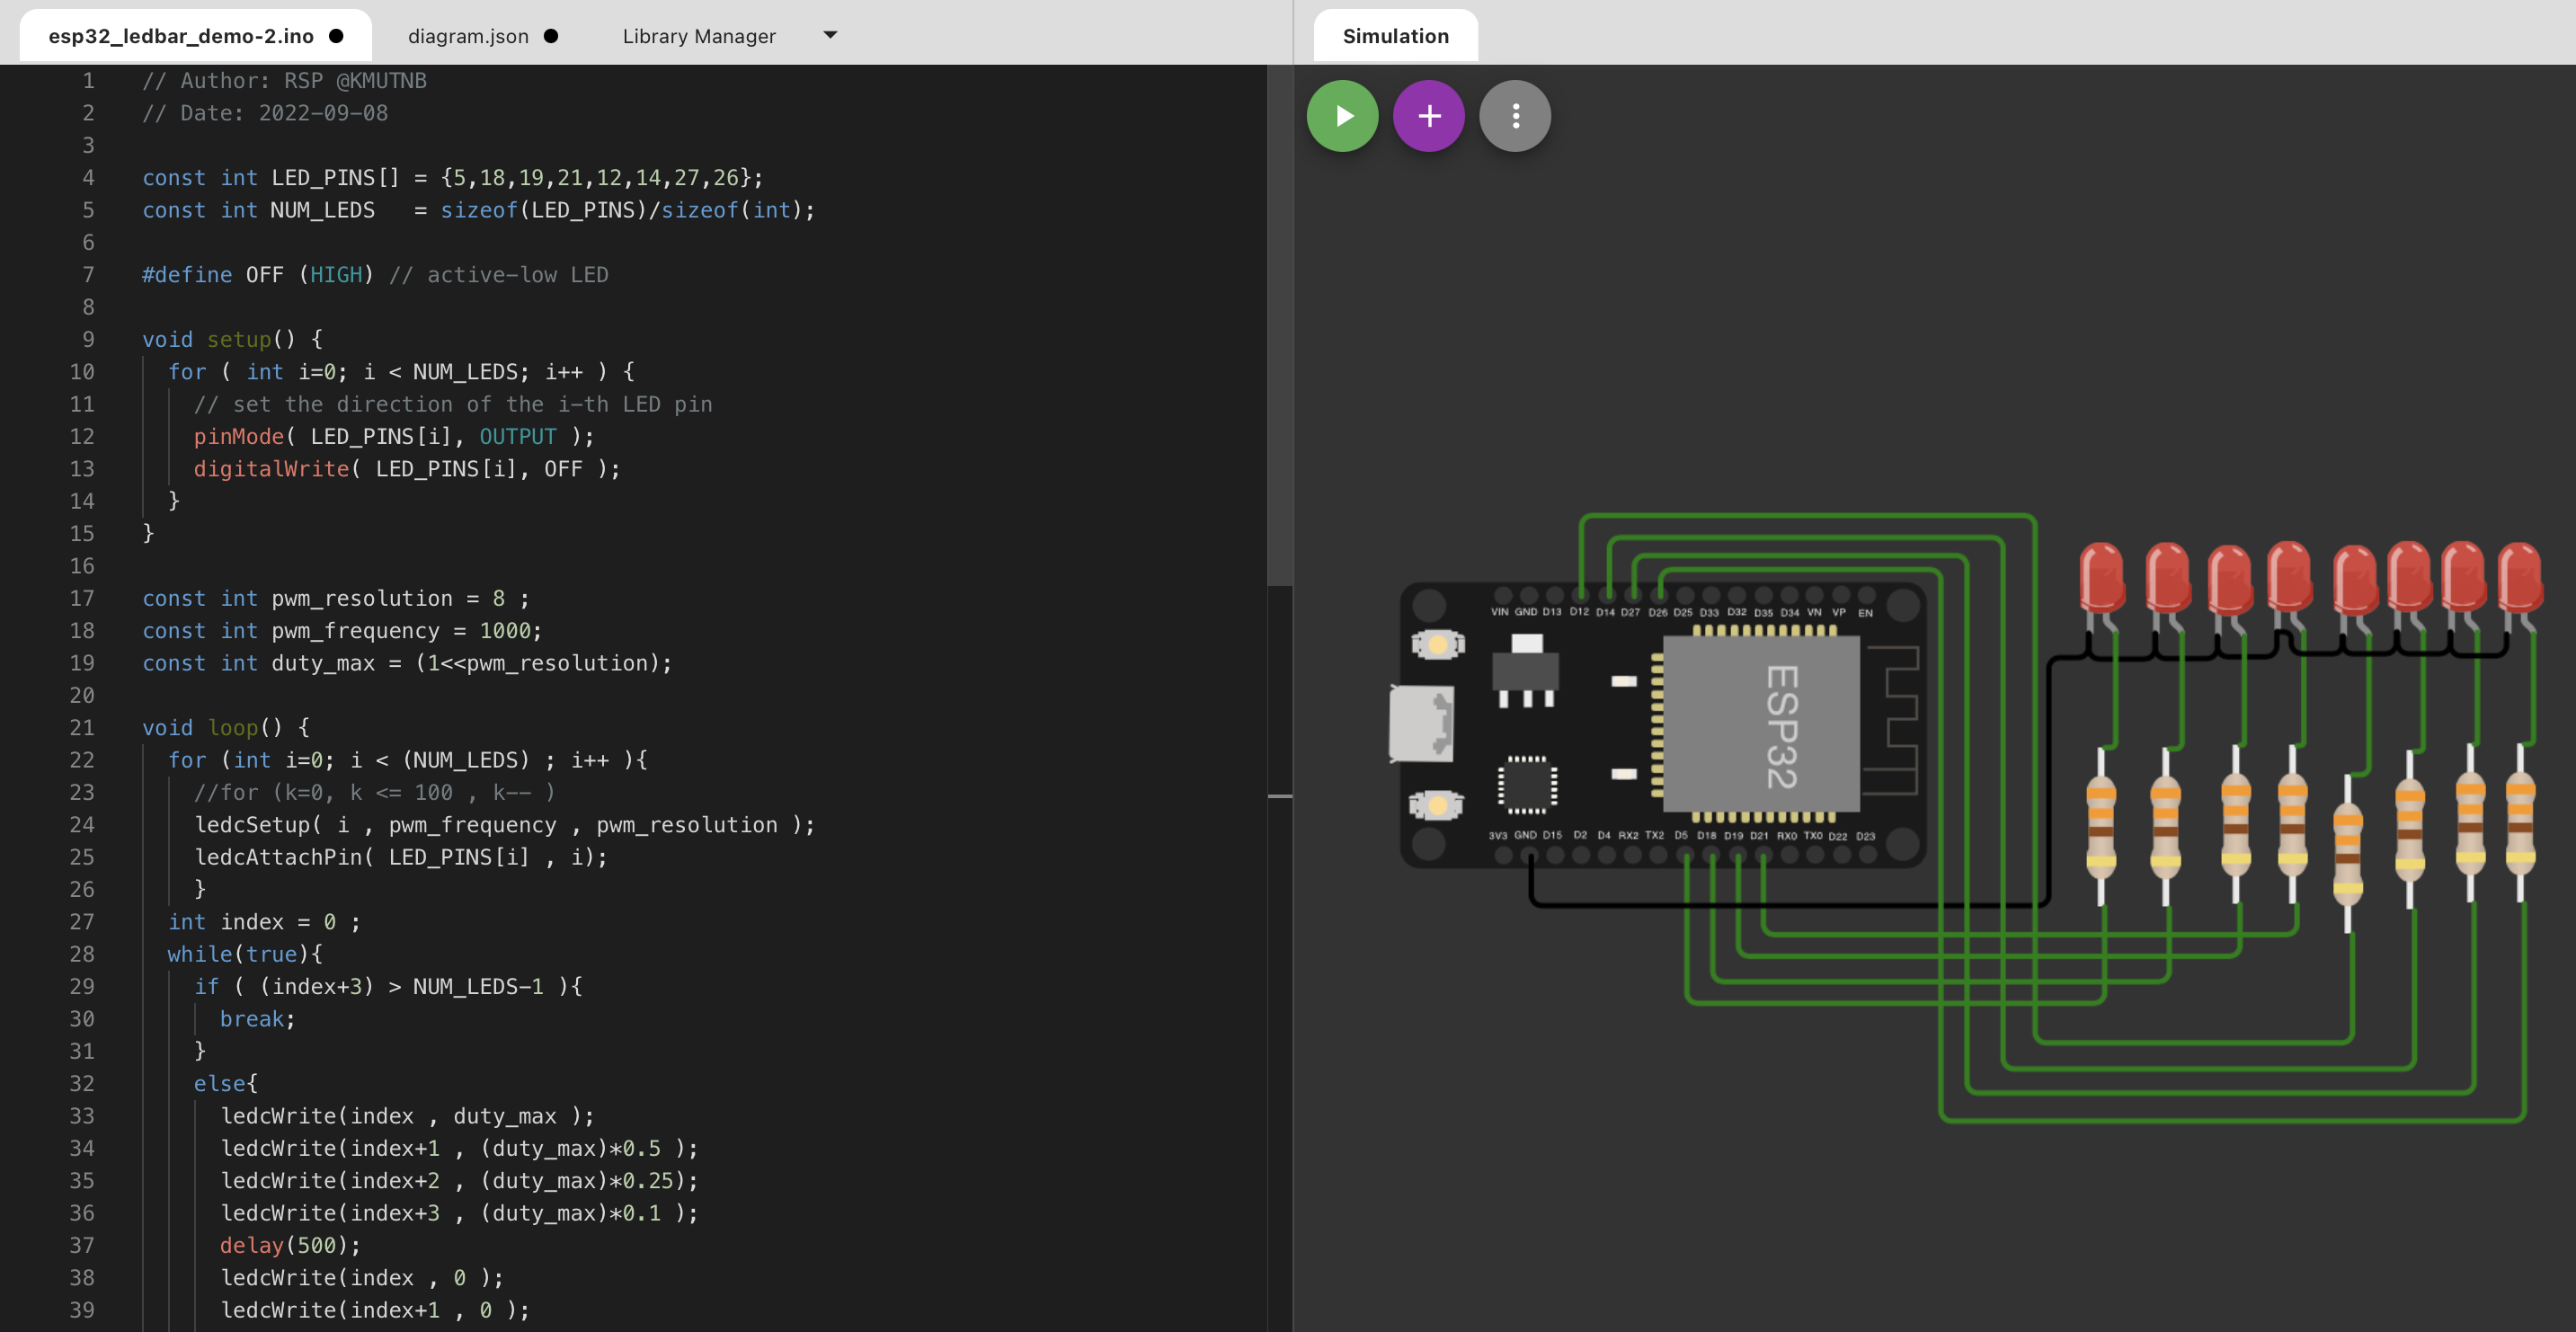 esp32_ledbar_demo-2.ino ● diagram.json ● Library Manager
Simulation
1 // Author: RSP @KMUTNB
2 // Date: 2022-09-08
3
4 const int LED_PINS[] = {5,18,19,21,12,14,27,26};
5 const int NUM_LEDS   = sizeof(LED_PINS)/sizeof(int);
6
7 #define OFF (HIGH) // active-low LED
8
9 void setup() {
10   for ( int i=0; i < NUM_LEDS; i++ ) {
11     // set the direction of the i-th LED pin
12     pinMode( LED_PINS[i], OUTPUT );
13     digitalWrite( LED_PINS[i], OFF );
14   }
15 }
16
17 const int pwm_resolution = 8 ;
18 const int pwm_frequency = 1000;
19 const int duty_max = (1<<pwm_resolution);
20
21 void loop() {
22   for (int i=0; i < (NUM_LEDS) ; i++ ){
23     //for (k=0, k <= 100 , k-- )
24     ledcSetup( i , pwm_frequency , pwm_resolution );
25     ledcAttachPin( LED_PINS[i] , i);
26     }
27   int index = 0 ;
28   while(true){
29     if ( (index+3) > NUM_LEDS-1 ){
30       break;
31     }
32     else{
33       ledcWrite(index , duty_max );
34       ledcWrite(index+1 , (duty_max)*0.5 );
35       ledcWrite(index+2 , (duty_max)*0.25);
36       ledcWrite(index+3 , (duty_max)*0.1 );
37       delay(500);
38       ledcWrite(index , 0 );
39       ledcWrite(index+1 , 0 );
VIN GND D13 D12 D14 D27 D26 D25 D33 D32 D35 D34 VN VP EN
ESP32
3V3 GND D15 D2 D4 RX2 TX2 D5 D18 D19 D21 RX0 TX0 D22 D23